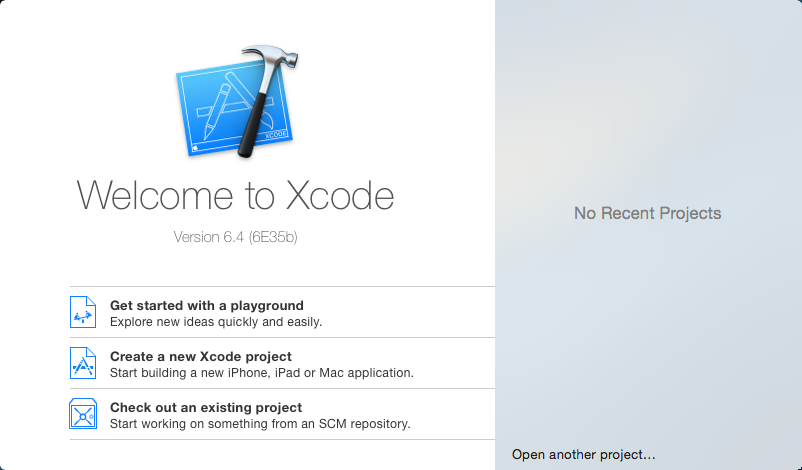 XCODE
Welcome to Xcode
Version 6.4 (6E35b)
Get started with a playground
Explore new ideas quickly and easily.
Create a new Xcode project
Start building a new iPhone, iPad or Mac application.
Check out an existing project
Start working on something from an SCM repository.
No Recent Projects
Open another project...